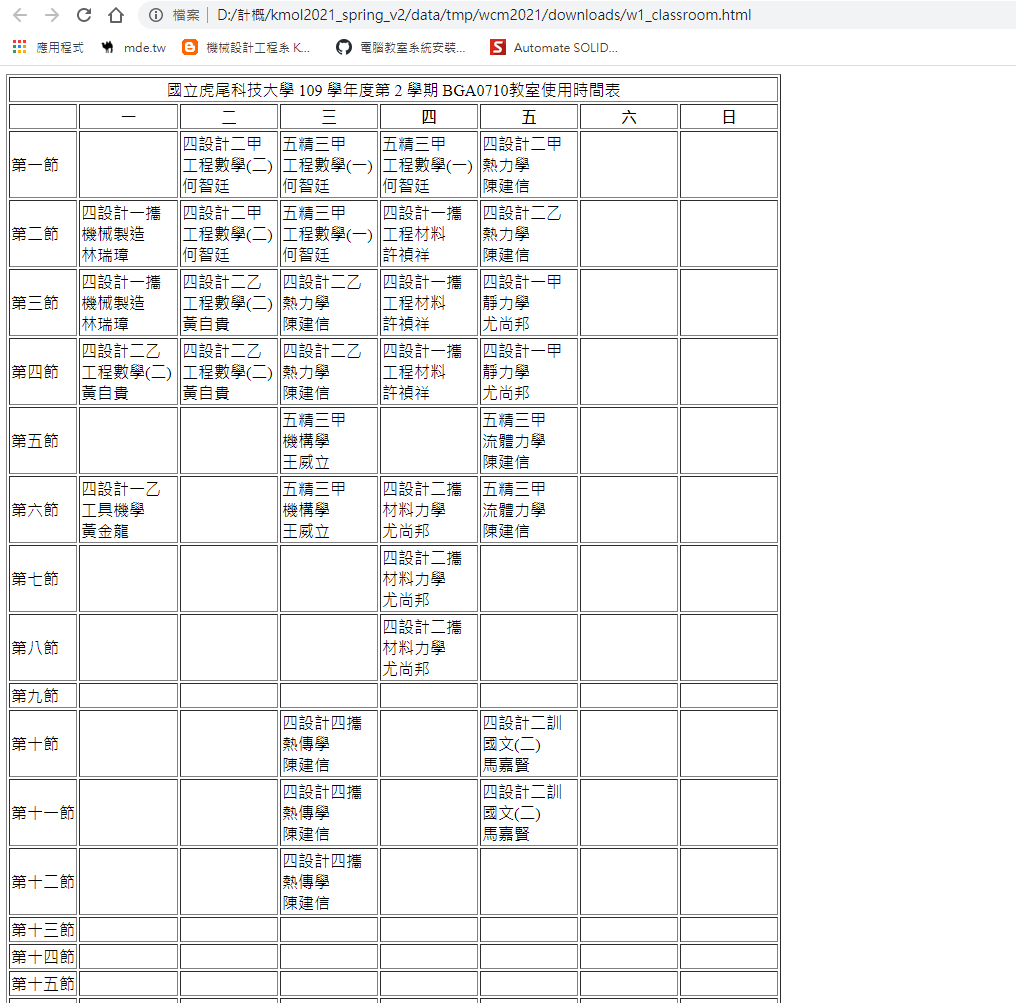 檔案 D:/計概/kmol2021_spring_v2/data/tmp/wcm2021/downloads/w1_classroom.html
應用程式 mde.tw 機械設計工程系 K... 電腦教室系統安裝... Automate SOLID...
國立虎尾科技大學 109 學年度第 2 學期 BGA0710教室使用時間表
一 二 三 四 五 六 日
第一節
四設計二甲
工程數學(二)
何智廷
五精三甲
工程數學(一)
何智廷
五精三甲
工程數學(一)
何智廷
四設計二甲
熱力學
陳建信
第二節
四設計一攜
機械製造
林瑞璋
四設計二甲
工程數學(二)
何智廷
五精三甲
工程數學(一)
何智廷
四設計一攜
工程材料
許禎祥
四設計二乙
熱力學
陳建信
第三節
四設計一攜
機械製造
林瑞璋
四設計二乙
工程數學(二)
黃自貴
四設計二乙
熱力學
陳建信
四設計一攜
工程材料
許禎祥
四設計一甲
靜力學
尤尚邦
第四節
四設計二乙
工程數學(二)
黃自貴
四設計二乙
工程數學(二)
黃自貴
四設計二乙
熱力學
陳建信
四設計一攜
工程材料
許禎祥
四設計一甲
靜力學
尤尚邦
第五節
五精三甲
機構學
王威立
五精三甲
流體力學
陳建信
第六節
四設計一乙
工具機學
黃金龍
五精三甲
機構學
王威立
四設計二攜
材料力學
尤尚邦
五精三甲
流體力學
陳建信
第七節
四設計二攜
材料力學
尤尚邦
第八節
四設計二攜
材料力學
尤尚邦
第九節
第十節
四設計四攜
熱傳學
陳建信
四設計二訓
國文(二)
馬嘉賢
第十一節
四設計四攜
熱傳學
陳建信
四設計二訓
國文(二)
馬嘉賢
第十二節
四設計四攜
熱傳學
陳建信
第十三節
第十四節
第十五節